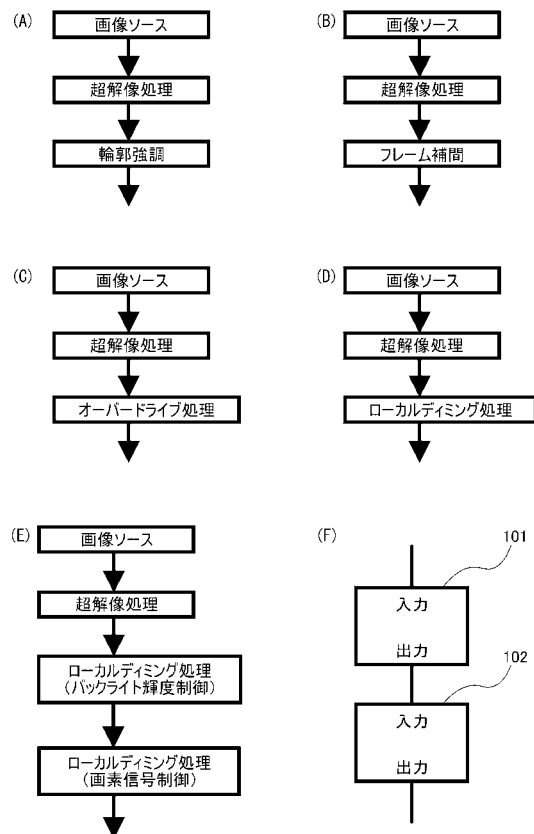 (A)
画像ソース
超解像処理
輪郭強調
(B)
画像ソース
超解像処理
フレーム補間
(C)
画像ソース
超解像処理
オーバードライブ処理
(D)
画像ソース
超解像処理
ローカルディミング処理
(E)
画像ソース
超解像処理
ローカルディミング処理
(バックライト輝度制御)
ローカルディミング処理
(画素信号制御)
(F)
101
入力
出力
102
入力
出力